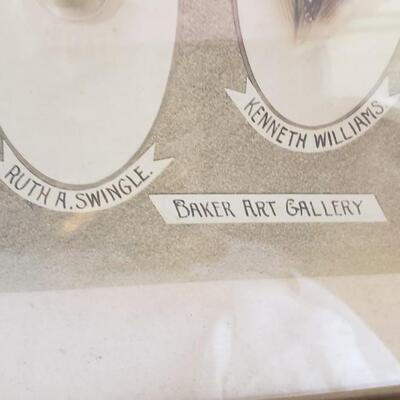 KENNETH WILLIAMS.
RUTH A. SWINGLE.
BAKER ART GALLERY